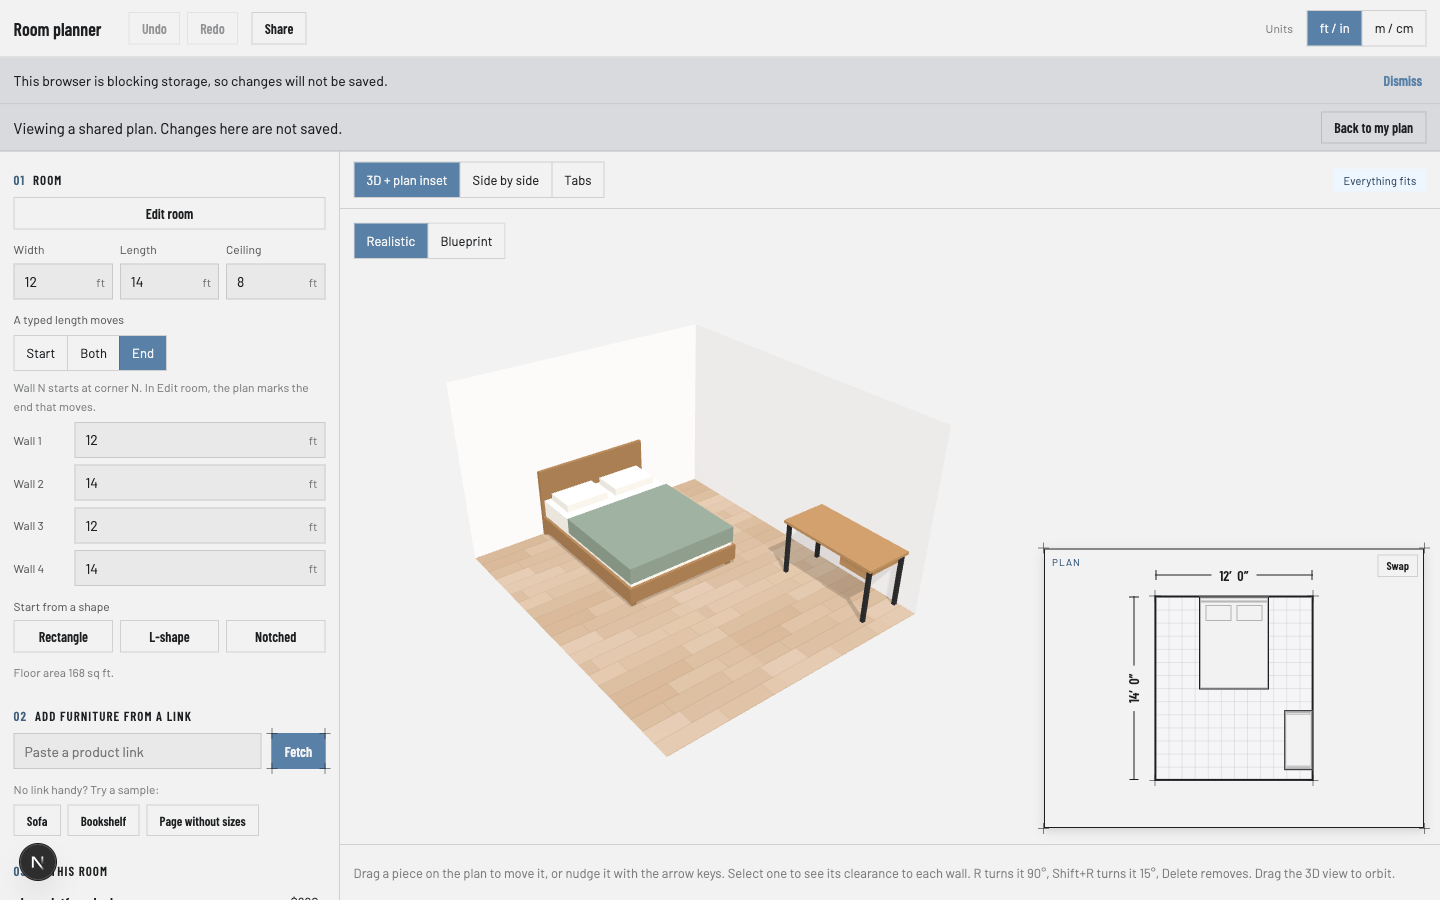 Room planner
Undo
Redo
Share
Units
ft / in
m / cm
This browser is blocking storage, so changes will not be saved.
Dismiss
Viewing a shared plan. Changes here are not saved.
Back to my plan
01 ROOM
Edit room
Width
Length
Ceiling
12 ft
14 ft
8 ft
A typed length moves
Start
Both
End
Wall N starts at corner N. In Edit room, the plan marks the
end that moves.
Wall 1
12 ft
Wall 2
14 ft
Wall 3
12 ft
Wall 4
14 ft
Start from a shape
Rectangle
L-shape
Notched
Floor area 168 sq ft.
02 ADD FURNITURE FROM A LINK
Paste a product link
Fetch
No link handy? Try a sample:
Sofa
Bookshelf
Page without sizes
N
THIS ROOM
3D + plan inset
Side by side
Tabs
Everything fits
Realistic
Blueprint
PLAN
Swap
12′ 0″
14′ 0″
Drag a piece on the plan to move it, or nudge it with the arrow keys. Select one to see its clearance to each wall. R turns it 90°, Shift+R turns it 15°, Delete removes. Drag the 3D view to orbit.